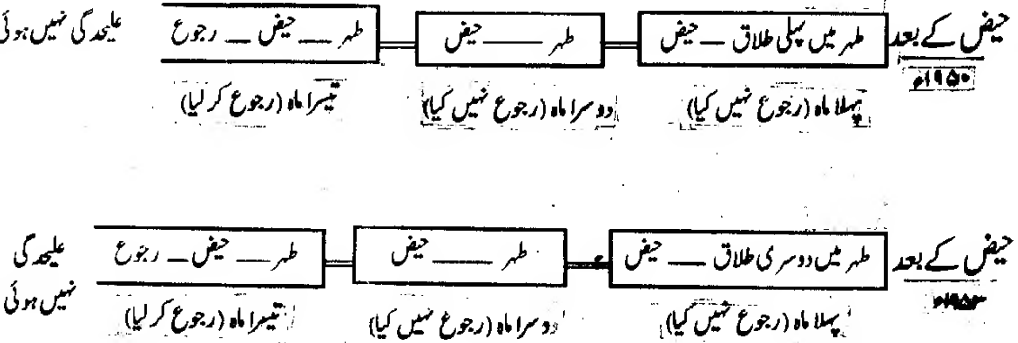 حیض کے بعد طہر میں پہلی طلاق ـــ حیض طہر ـــ حیض طہر ـــ حیض ـــ رجوع علیحدگی نہیں ہوئی
۱۹۵۰ء پہلا ماہ (رجوع نہیں کیا) دوسرا ماہ (رجوع نہیں کیا) تیسرا ماہ (رجوع کر لیا)
حیض کے بعد طہر میں دوسری طلاق ـــ حیض طہر ـــ حیض طہر ـــ حیض ـــ رجوع علیحدگی
نہیں ہوئی
پہلا ماہ (رجوع نہیں کیا) دوسرا ماہ (رجوع نہیں کیا) تیسرا ماہ (رجوع کر لیا)